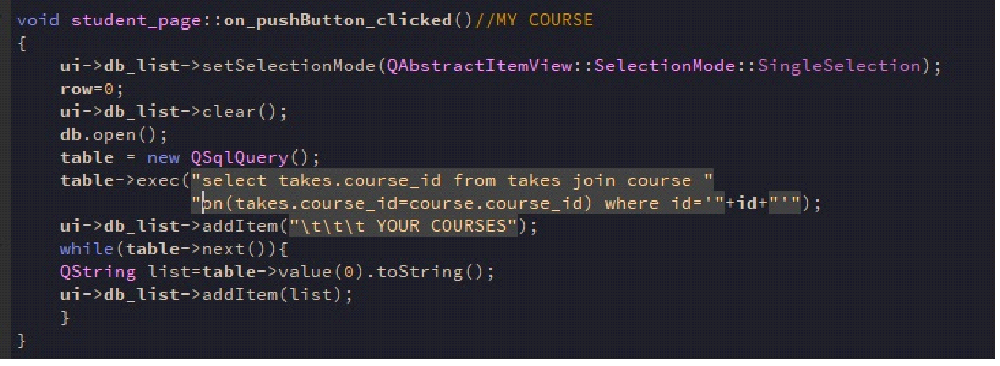 void student_page::on_pushButton_clicked()//MY COURSE
{
    ui->db_list->setSelectionMode(QAbstractItemView::SelectionMode::SingleSelection);
    row=0;
    ui->db_list->clear();
    db.open();
    table = new QSqlQuery();
    table->exec("select takes.course_id from takes join course "
                "on(takes.course_id=course.course_id) where id='"+id+"'");
    ui->db_list->addItem("\t\t\t YOUR COURSES");
    while(table->next()){
    QString list=table->value(0).toString();
    ui->db_list->addItem(list);
    }
}